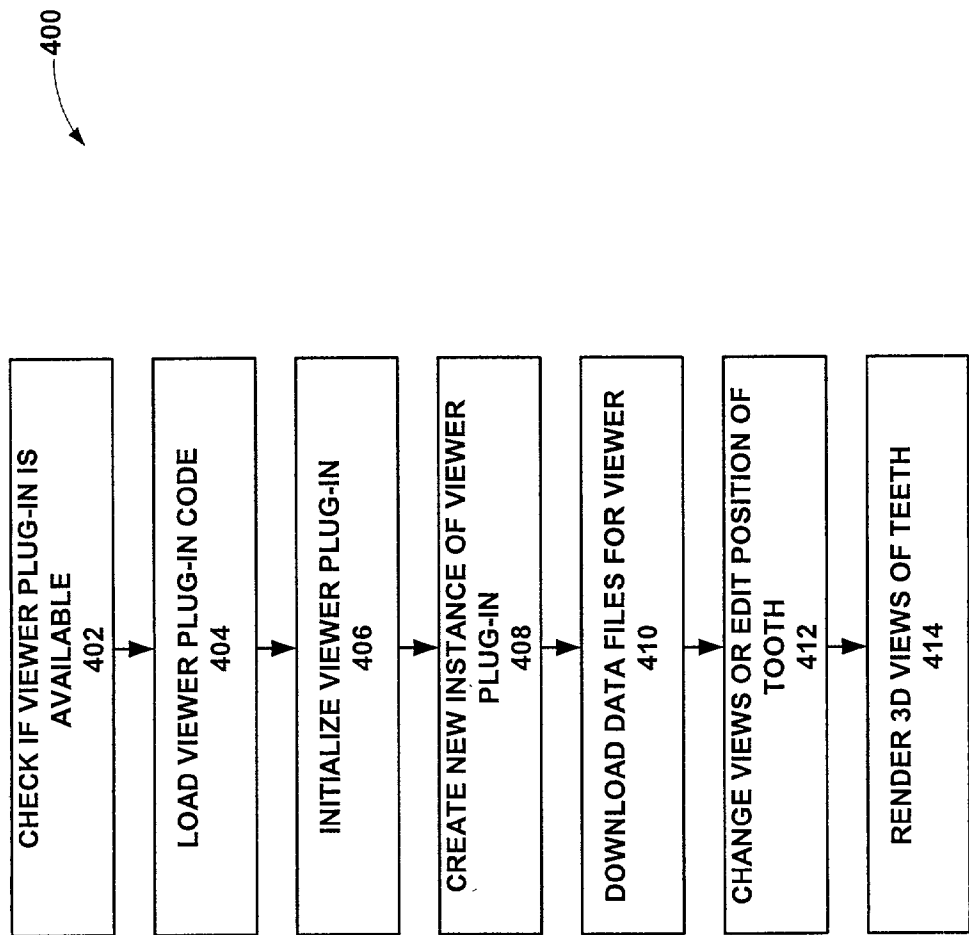 400
CHECK IF VIEWER PLUG-IN IS
AVAILABLE
402
LOAD VIEWER PLUG-IN CODE
404
INITIALIZE VIEWER PLUG-IN
406
CREATE NEW INSTANCE OF VIEWER
PLUG-IN
408
DOWNLOAD DATA FILES FOR VIEWER
410
CHANGE VIEWS OR EDIT POSITION OF
TOOTH
412
RENDER 3D VIEWS OF TEETH
414